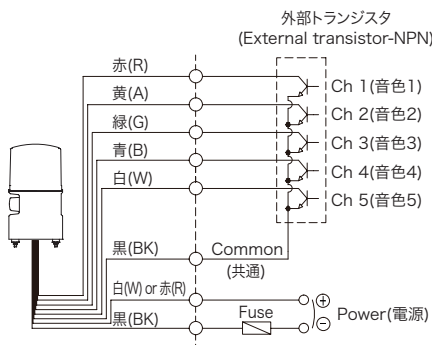 外部トランジスタ
(External transistor-NPN)
赤(R)
Ch 1(音色1)
黄(A)
Ch 2(音色2)
緑(G)
Ch 3(音色3)
青(B)
Ch 4(音色4)
白(W)
Ch 5(音色5)
黒(BK)
Common
(共通)
白(W) or 赤(R)
⊕
Fuse
Power(電源)
黒(BK)
⊖